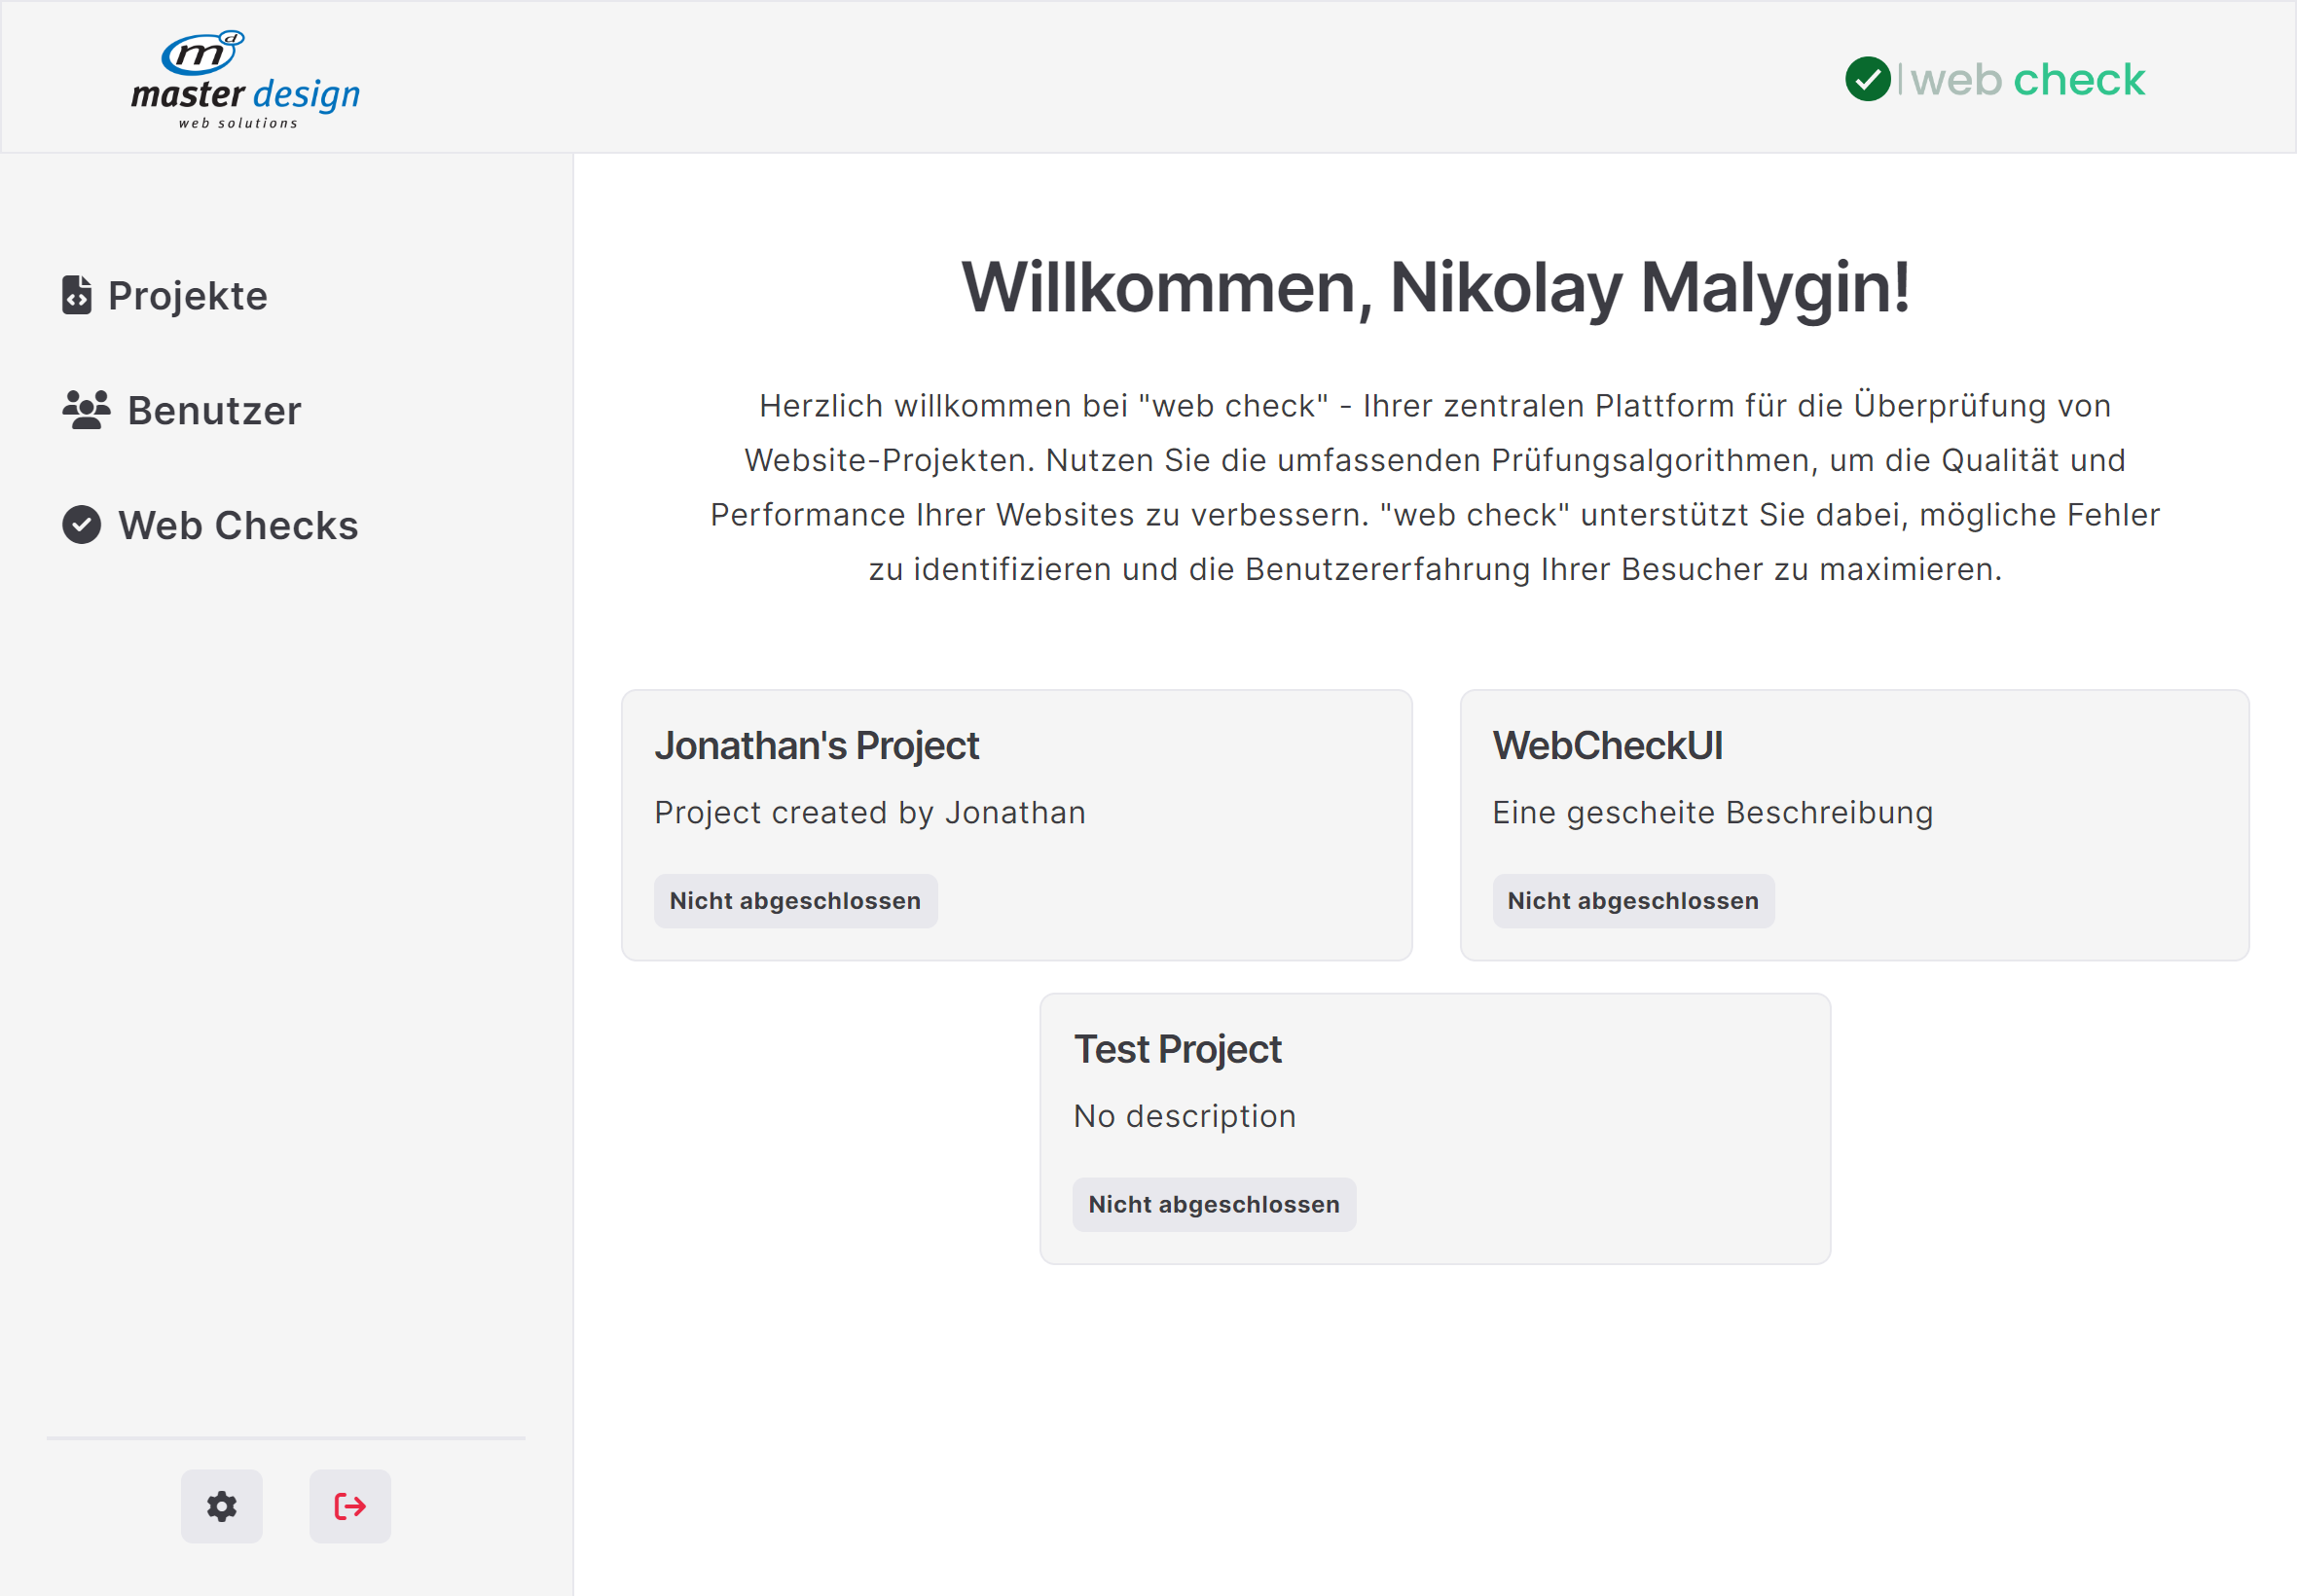 md
master design
web solutions
web check
Projekte
Benutzer
Web Checks
Willkommen, Nikolay Malygin!
Herzlich willkommen bei "web check" - Ihrer zentralen Plattform für die Überprüfung von
Website-Projekten. Nutzen Sie die umfassenden Prüfungsalgorithmen, um die Qualität und
Performance Ihrer Websites zu verbessern. "web check" unterstützt Sie dabei, mögliche Fehler
zu identifizieren und die Benutzererfahrung Ihrer Besucher zu maximieren.
Jonathan's Project
Project created by Jonathan
Nicht abgeschlossen
WebCheckUI
Eine gescheite Beschreibung
Nicht abgeschlossen
Test Project
No description
Nicht abgeschlossen